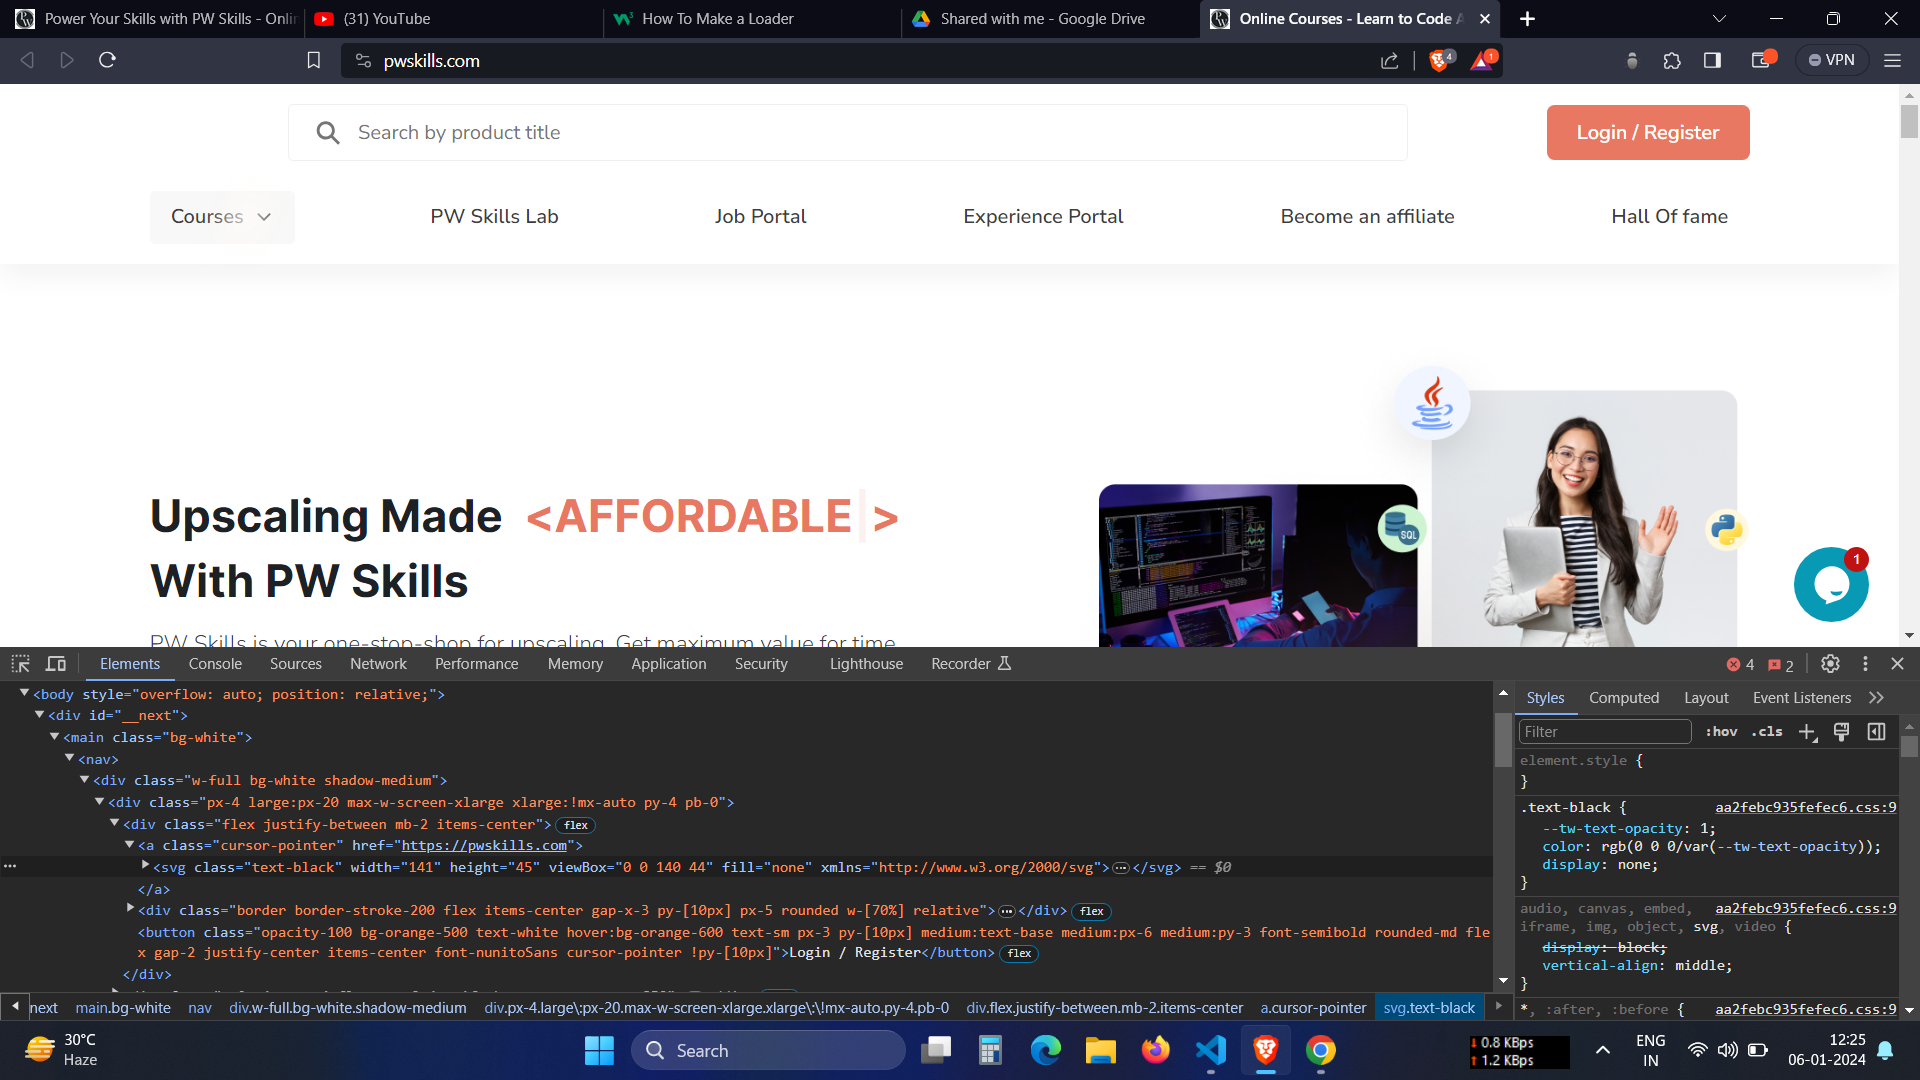 Power Your Skills with PW Skills - Onli
(31) YouTube
How To Make a Loader
Shared with me - Google Drive
Online Courses - Learn to Code A
pwskills.com
4
1
VPN
Search by product title
Login / Register
Courses
PW Skills Lab
Job Portal
Experience Portal
Become an affiliate
Hall Of fame
Upscaling Made <AFFORDABLE >
With PW Skills
PW Skills is your one-stop-shop for upscaling. Get maximum value for time
SQL
1
Elements Console Sources Network Performance Memory Application Security Lighthouse Recorder
4 2
<body style="overflow: auto; position: relative;">
<div id="__next">
<main class="bg-white">
<nav>
<div class="w-full bg-white shadow-medium">
<div class="px-4 large:px-20 max-w-screen-xlarge xlarge:!mx-auto py-4 pb-0">
<div class="flex justify-between mb-2 items-center"> flex
<a class="cursor-pointer" href="https://pwskills.com">
<svg class="text-black" width="141" height="45" viewBox="0 0 140 44" fill="none" xmlns="http://www.w3.org/2000/svg">…</svg> == $0
</a>
<div class="border border-stroke-200 flex items-center gap-x-3 py-[10px] px-5 rounded w-[70%] relative">…</div> flex
<button class="opacity-100 bg-orange-500 text-white hover:bg-orange-600 text-sm px-3 py-[10px] medium:text-base medium:px-6 medium:py-3 font-semibold rounded-md fle
x gap-2 justify-center items-center font-nunitoSans cursor-pointer !py-[10px]">Login / Register</button> flex
</div>
next main.bg-white nav div.w-full.bg-white.shadow-medium div.px-4.large\:px-20.max-w-screen-xlarge.xlarge\:\!mx-auto.py-4.pb-0 div.flex.justify-between.mb-2.items-center a.cursor-pointer svg.text-black
Styles Computed Layout Event Listeners
Filter :hov .cls
element.style {
}
.text-black { aa2febc935fefec6.css:9
--tw-text-opacity: 1;
color: rgb(0 0 0/var(--tw-text-opacity));
display: none;
}
audio, canvas, embed, aa2febc935fefec6.css:9
iframe, img, object, svg, video {
display: block;
vertical-align: middle;
}
*, :after, :before { aa2febc935fefec6.css:9
30°C
Haze
Search
0.8 KBps
1.2 KBps
ENG
IN
12:25
06-01-2024